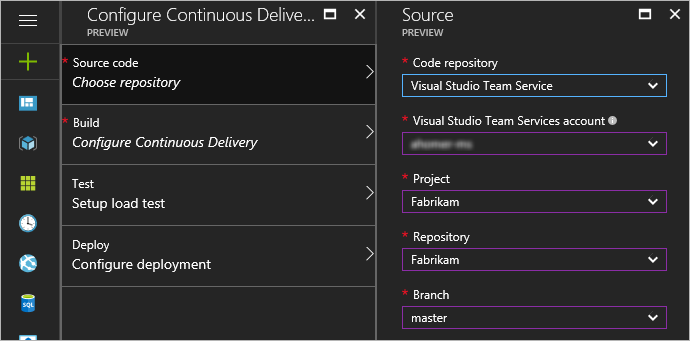 Configure Continuous Delive...
PREVIEW
* Source code
Choose repository
* Build
Configure Continuous Delivery
Test
Setup load test
Deploy
Configure deployment
Source
PREVIEW
* Code repository
Visual Studio Team Service
* Visual Studio Team Services account
* Project
Fabrikam
* Repository
Fabrikam
* Branch
master
SQL